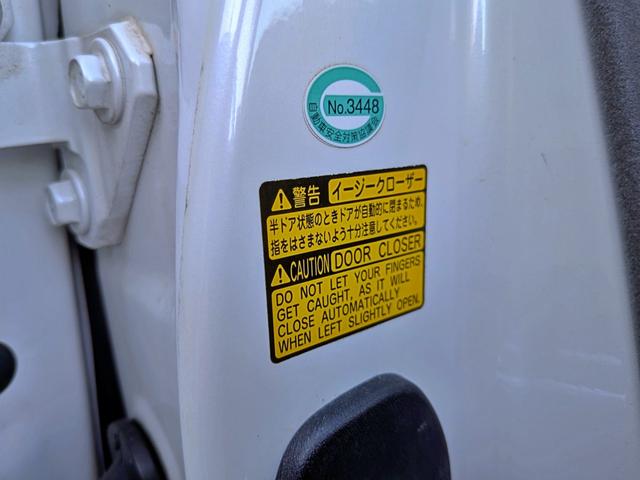 No.3448
自動車安全対策協議会
警告 イージークローザー
半ドア状態のときドアが自動的に閉まるため、
指をはさまないよう十分注意してください。
CAUTION DOOR CLOSER
DO NOT LET YOUR FINGERS
GET CAUGHT, AS IT WILL
CLOSE AUTOMATICALLY
WHEN LEFT SLIGHTLY OPEN.